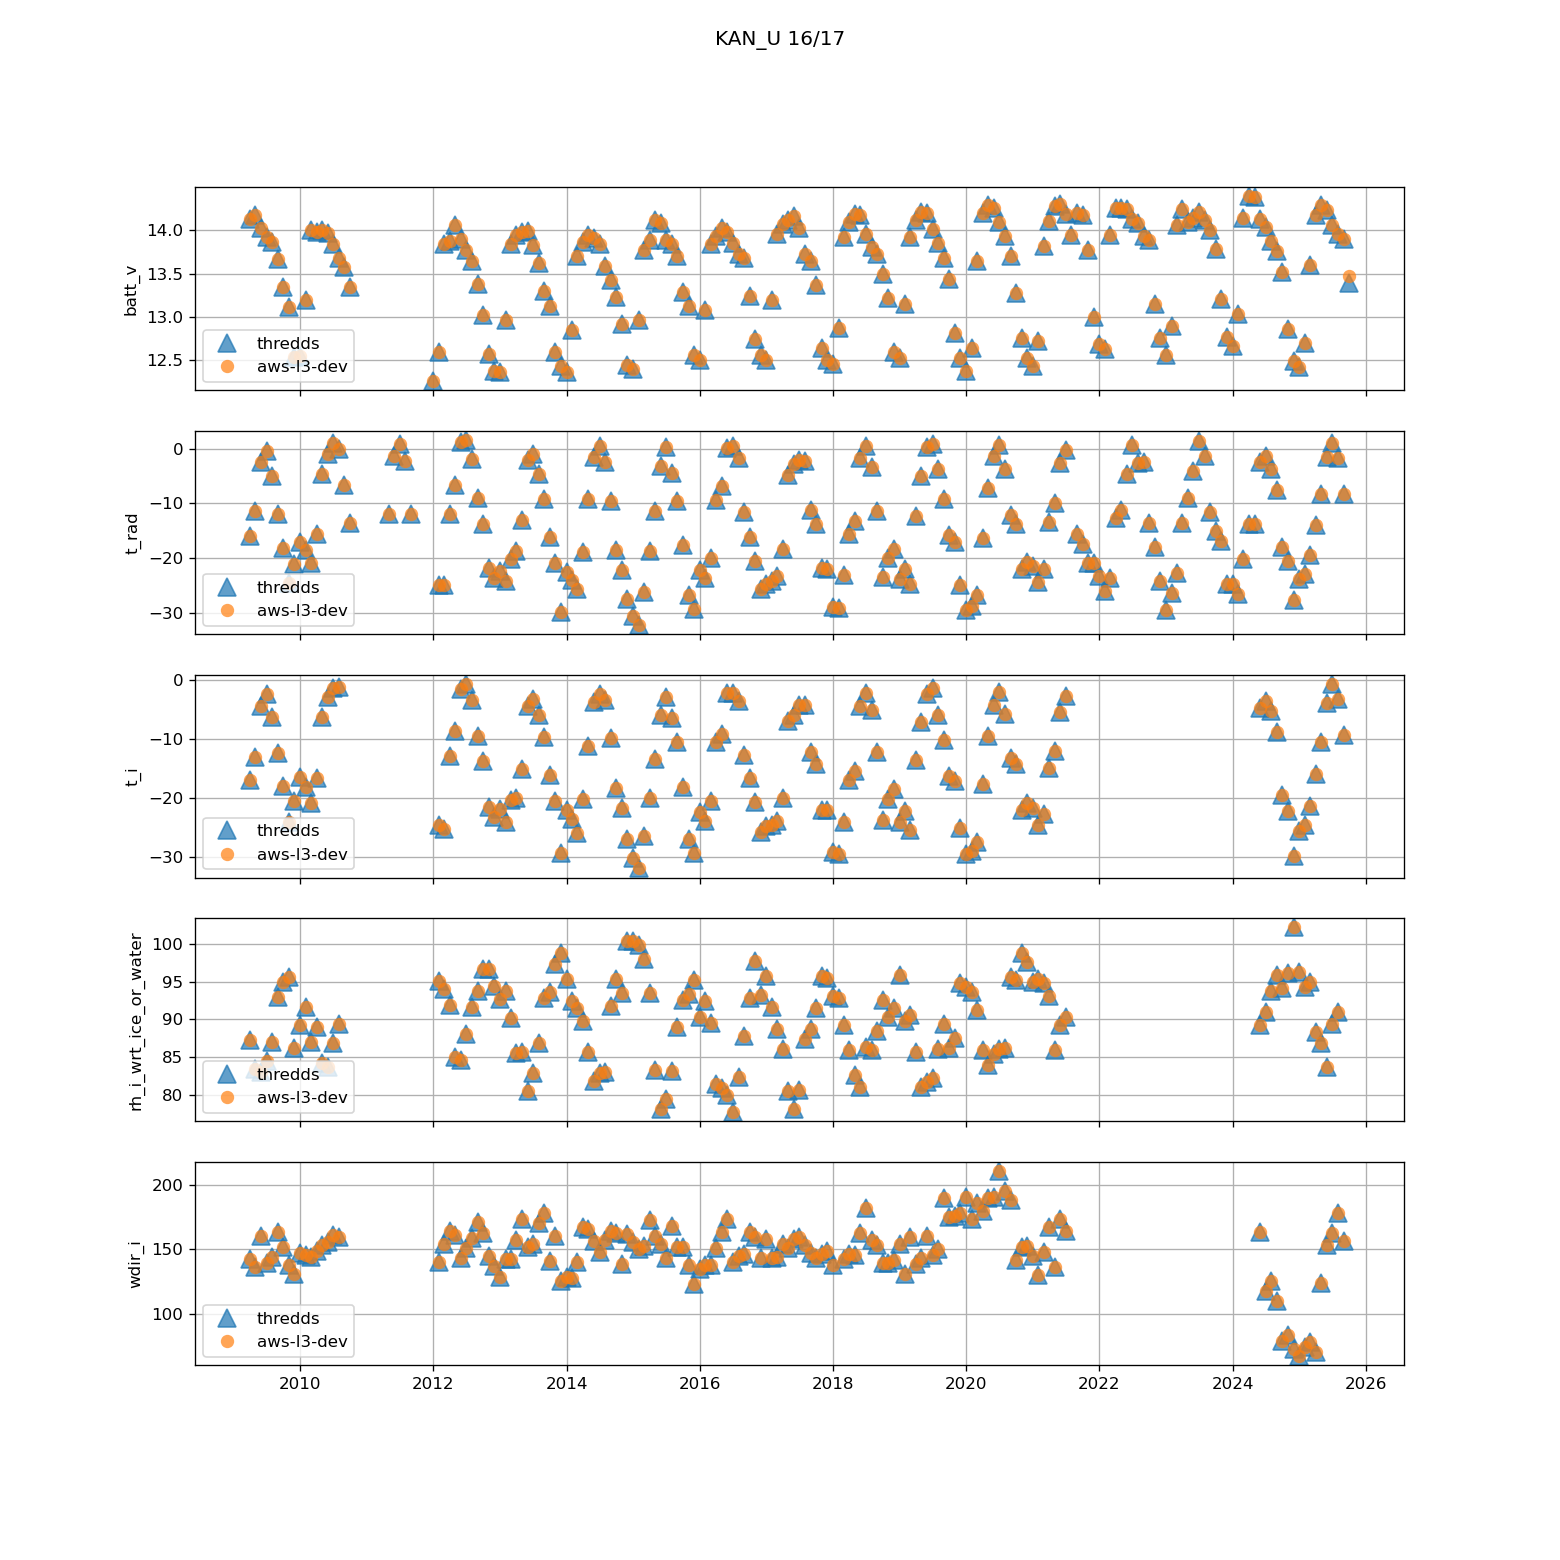 KAN_U 16/17
batt_v
14.0
13.5
13.0
12.5
thredds
aws-l3-dev
t_rad
0
−10
−20
−30
thredds
aws-l3-dev
t_i
0
−10
−20
−30
thredds
aws-l3-dev
rh_i_wrt_ice_or_water
100
95
90
85
80
thredds
aws-l3-dev
wdir_i
200
150
100
thredds
aws-l3-dev
2010 2012 2014 2016 2018 2020 2022 2024 2026